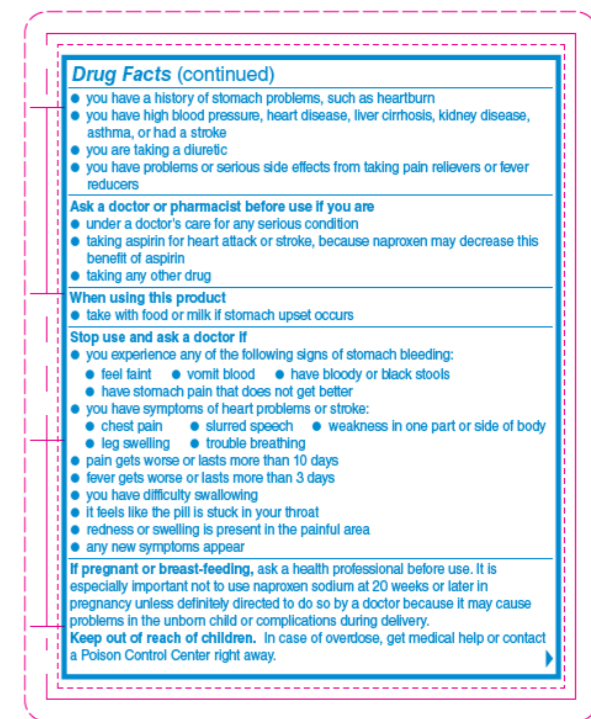 Drug Facts (continued)
● you have a history of stomach problems, such as heartburn
● you have high blood pressure, heart disease, liver cirrhosis, kidney disease,
asthma, or had a stroke
● you are taking a diuretic
● you have problems or serious side effects from taking pain relievers or fever
reducers
Ask a doctor or pharmacist before use if you are
● under a doctor's care for any serious condition
● taking aspirin for heart attack or stroke, because naproxen may decrease this
benefit of aspirin
● taking any other drug
When using this product
● take with food or milk if stomach upset occurs
Stop use and ask a doctor if
● you experience any of the following signs of stomach bleeding:
● feel faint ● vomit blood ● have bloody or black stools
● have stomach pain that does not get better
● you have symptoms of heart problems or stroke:
● chest pain ● slurred speech ● weakness in one part or side of body
● leg swelling ● trouble breathing
● pain gets worse or lasts more than 10 days
● fever gets worse or lasts more than 3 days
● you have difficulty swallowing
● it feels like the pill is stuck in your throat
● redness or swelling is present in the painful area
● any new symptoms appear
If pregnant or breast-feeding, ask a health professional before use. It is
especially important not to use naproxen sodium at 20 weeks or later in
pregnancy unless definitely directed to do so by a doctor because it may cause
problems in the unborn child or complications during delivery.
Keep out of reach of children. In case of overdose, get medical help or contact
a Poison Control Center right away.